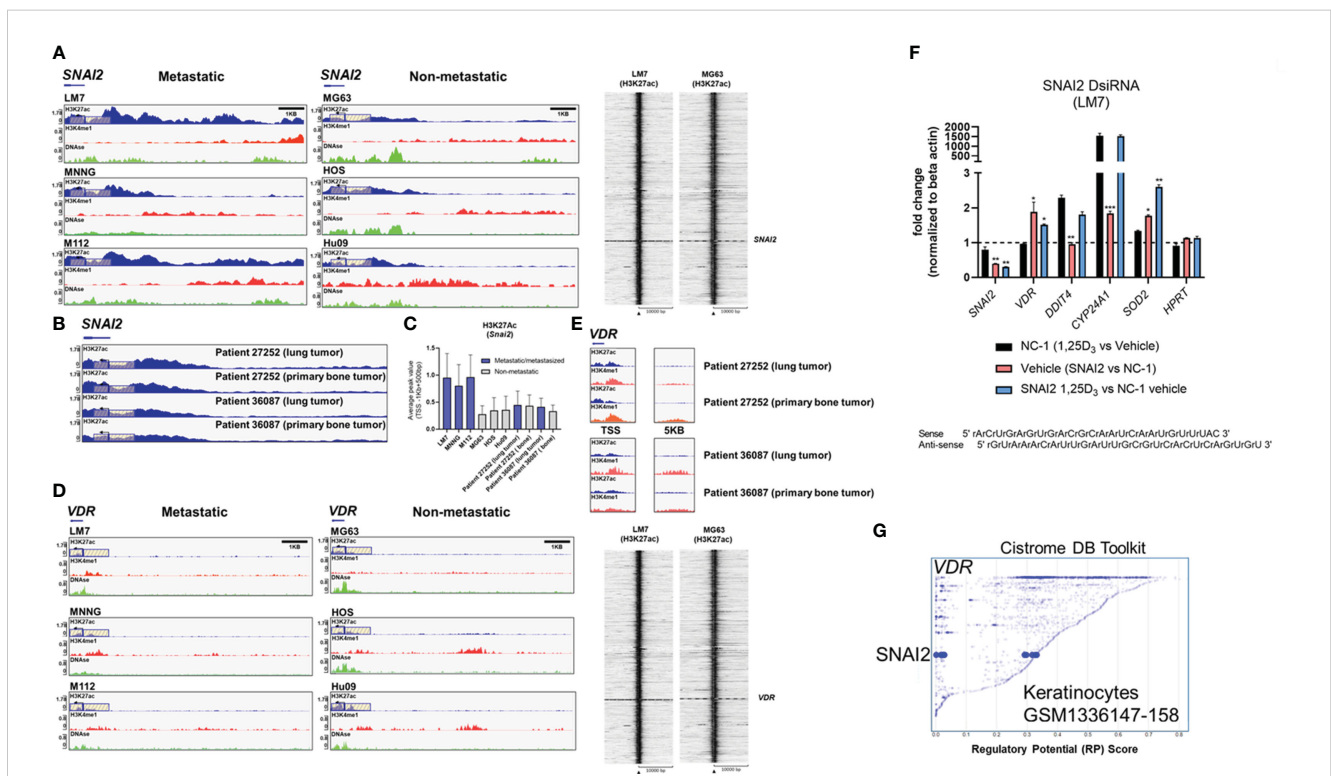 A
SNAI2 Metastatic
LM7
H3K27ac
1KB
H3K4me1
DNAse
MNNG
H3K27ac
H3K4me1
DNAse
M112
H3K27ac
H3K4me1
DNAse
SNAI2 Non-metastatic
MG63
H3K27ac
1KB
H3K4me1
DNAse
HOS
H3K27ac
H3K4me1
DNAse
Hu09
H3K27ac
H3K4me1
DNAse
LM7 (H3K27ac)
MG63 (H3K27ac)
SNAI2
10000 bp
10000 bp
B
SNAI2
H3K27ac
Patient 27252 (lung tumor)
H3K27ac
Patient 27252 (primary bone tumor)
H3K27ac
Patient 36087 (lung tumor)
H3K27ac
Patient 36087 (primary bone tumor)
C
H3K27Ac
(Snai2)
Metastatic/metastasized
Non-metastatic
Average peak value
(TSS -1Kb+500bp)
1.5
1.0
0.5
0.0
LM7
MNNG
M112
MG63
HOS
Hu09
Patient 27252 (lung tumor)
Patient 27252 (bone)
Patient 36087 (lung tumor)
Patient 36087 (bone)
D
VDR Metastatic
LM7
H3K27ac
1KB
H3K4me1
DNAse
MNNG
H3K27ac
H3K4me1
DNAse
M112
H3K27ac
H3K4me1
DNAse
VDR Non-metastatic
MG63
H3K27ac
1KB
H3K4me1
DNAse
HOS
H3K27ac
H3K4me1
DNAse
Hu09
H3K27ac
H3K4me1
DNAse
LM7
(H3K27ac)
MG63
(H3K27ac)
VDR
10000 bp
10000 bp
E
VDR
H3K27ac
H3K4me1
Patient 27252 (lung tumor)
H3K27ac
H3K4me1
Patient 27252 (primary bone tumor)
TSS 5KB
H3K27ac
H3K4me1
Patient 36087 (lung tumor)
H3K27ac
H3K4me1
Patient 36087 (primary bone tumor)
F
SNAI2 DsiRNA
(LM7)
fold change
(normalized to beta actin)
2000
1500
1000
500
3
2
1
0
** ** * * ** *** * **
SNAI2 VDR DDIT4 CYP24A1 SOD2 HPRT
NC-1 (1,25D3 vs Vehicle)
Vehicle (SNAI2 vs NC-1)
SNAI2 1,25D3 vs NC-1 vehicle
Sense 5' rArCrUrGrArGrUrGrArCrGrCrArArUrCrArArUrGrUrUrUAC 3'
Anti-sense 5' rGrUrArArArCrArUrUrGrArUrUrGrCrGrUrCrArCrUrCrArGrUrGrU 3'
G
Cistrome DB Toolkit
VDR
SNAI2
Keratinocytes
GSM1336147-158
0.0 0.1 0.2 0.3 0.4 0.5 0.6 0.7 0.8
Regulatory Potential (RP) Score